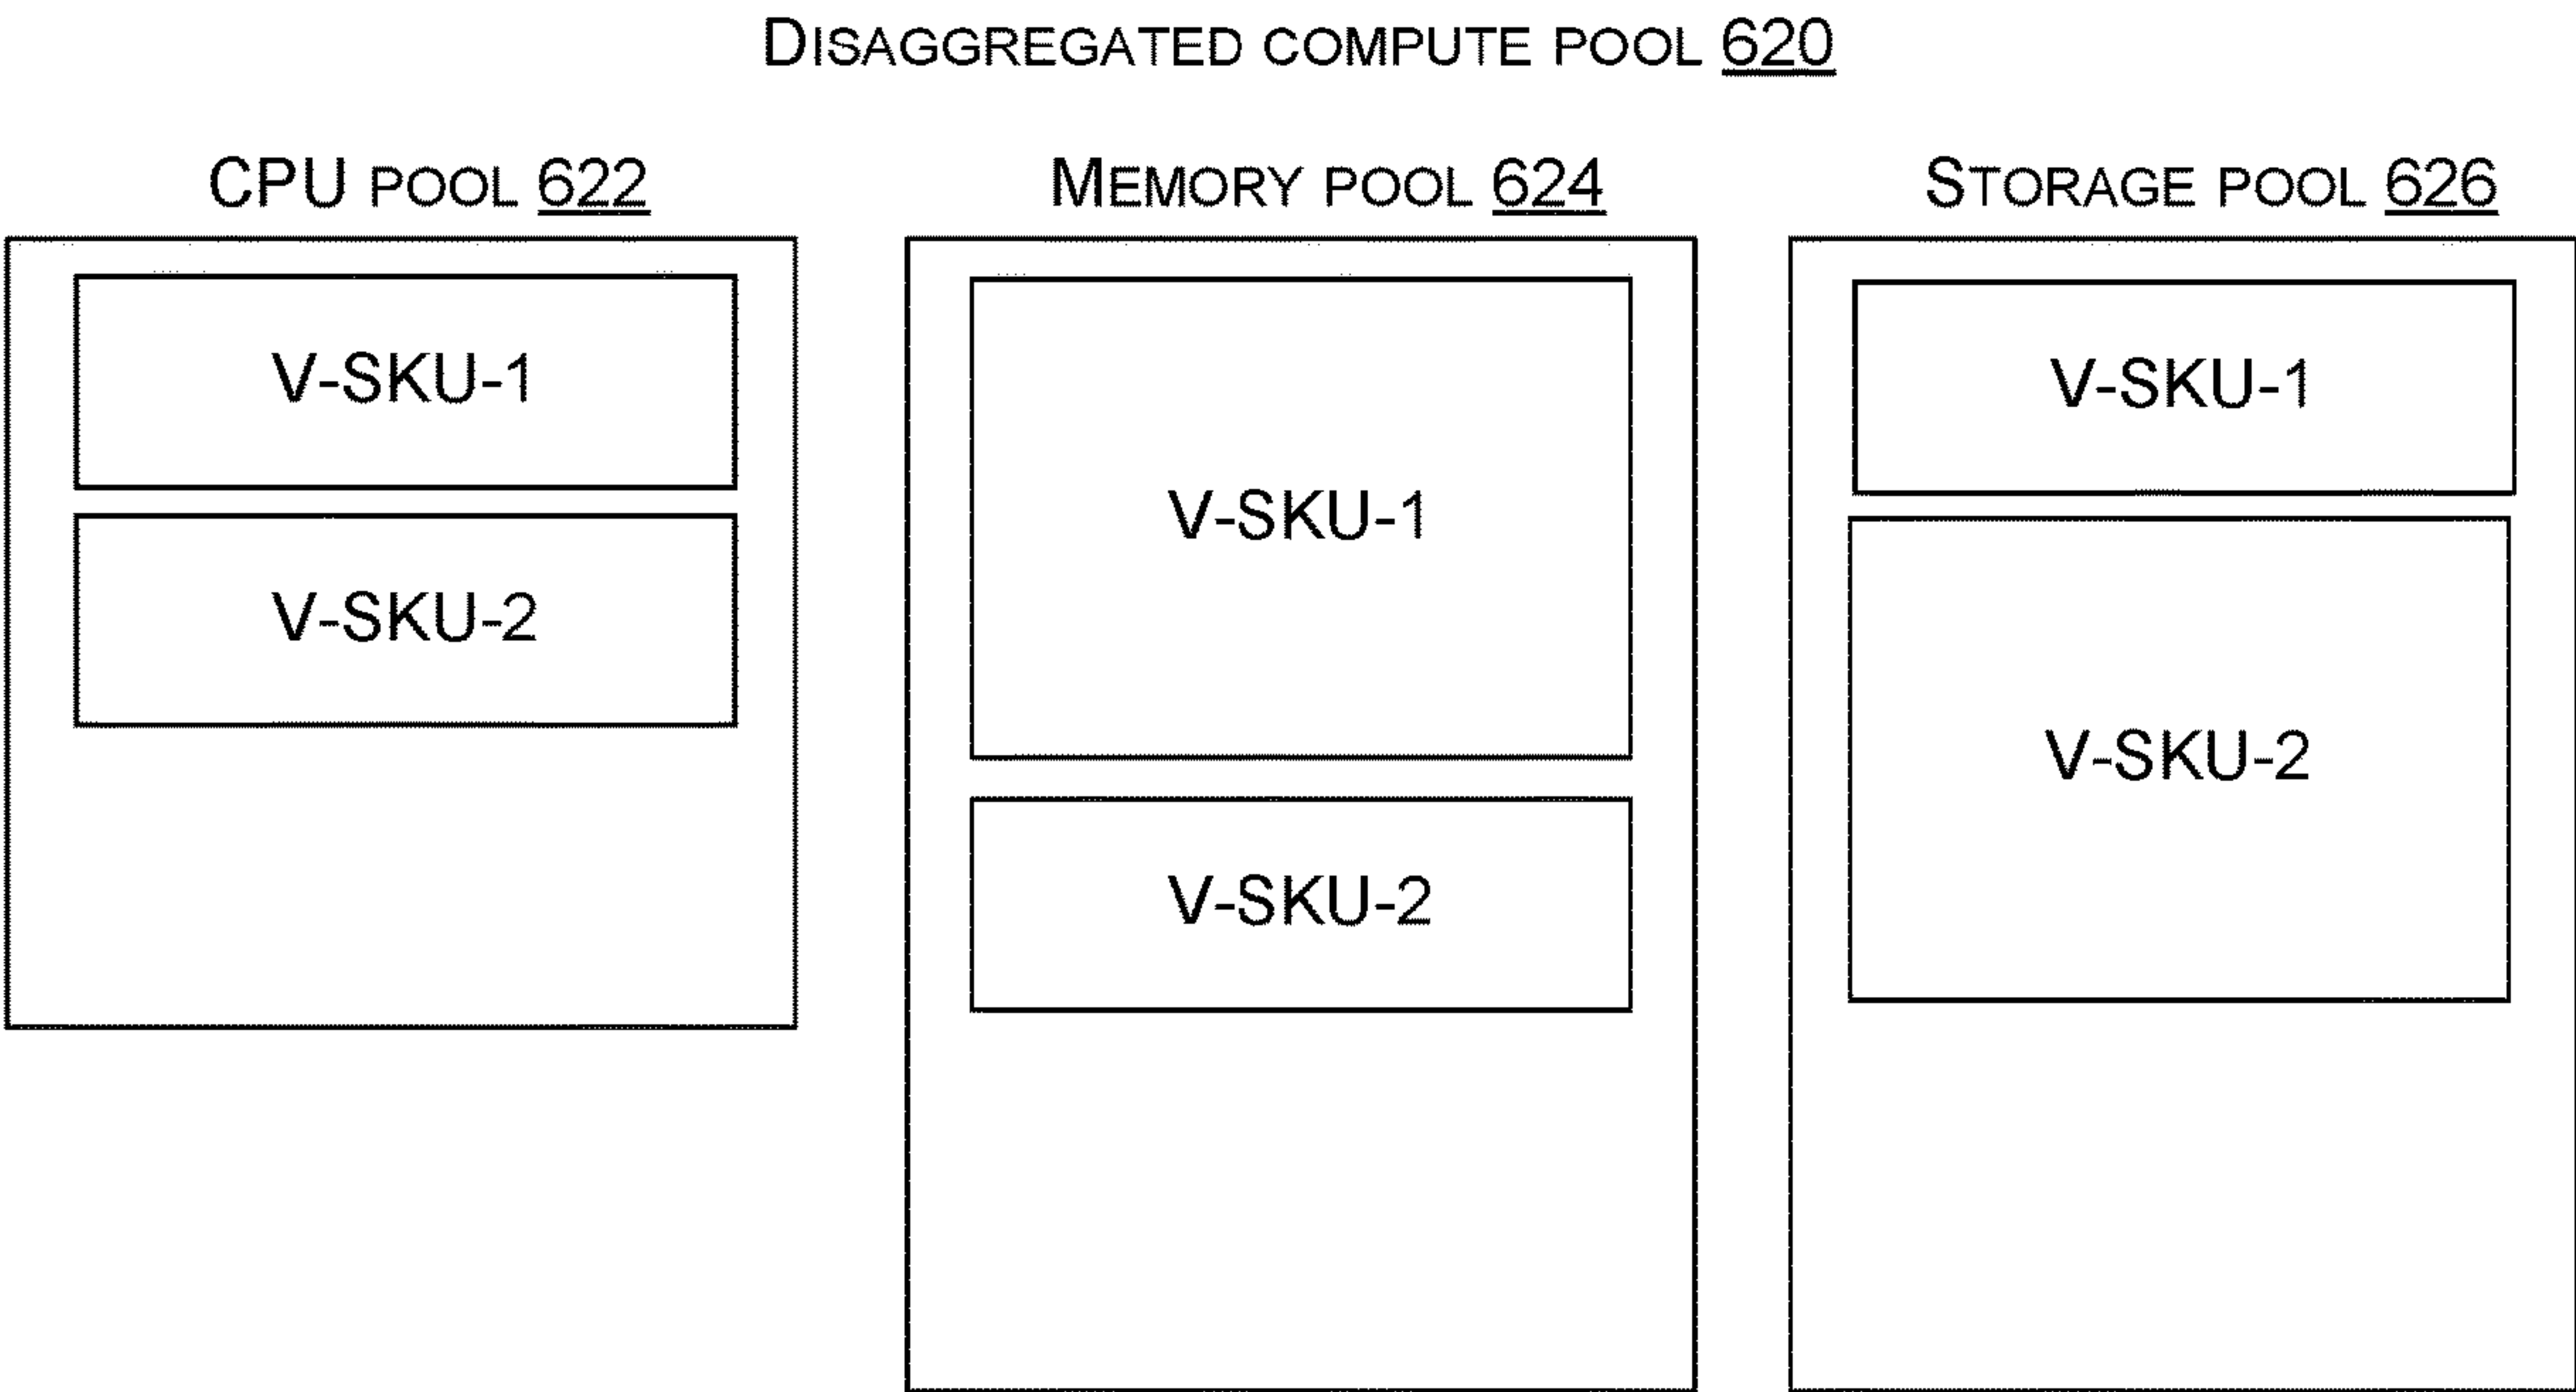 DISAGGREGATED COMPUTE POOL 620
CPU POOL 622
MEMORY POOL 624
STORAGE POOL 626
V-SKU-1
V-SKU-2
V-SKU-1
V-SKU-2
V-SKU-1
V-SKU-2